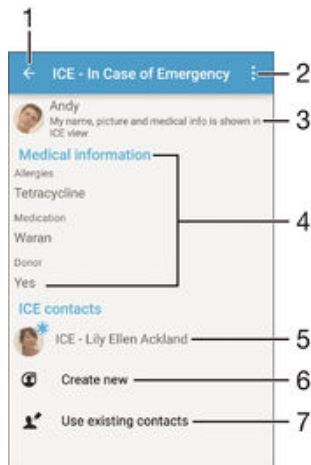 1
ICE - In Case of Emergency
2
Andy
My name, picture and medical info is shown in
ICE view
3
Medical information
Allergies
Tetracycline
Medication
Waran
4
Donor
Yes
ICE contacts
ICE - Lily Ellen Ackland
5
Create new
6
Use existing contacts
7